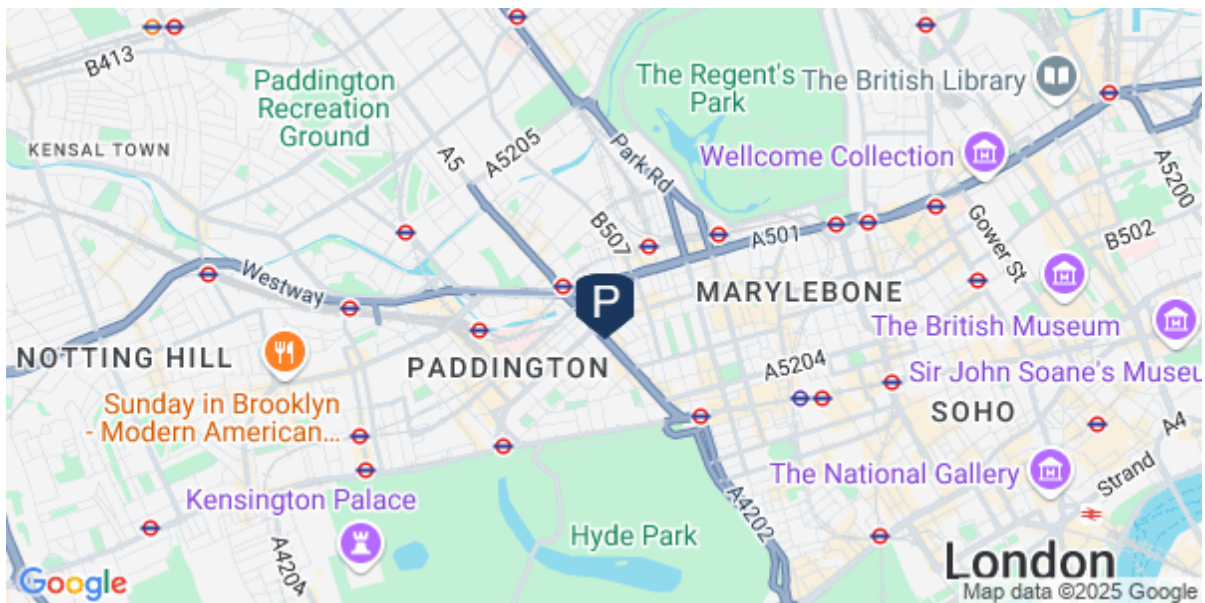 B413
Paddington
Recreation
Ground
The Regent's
Park
The British Library
KENSAL TOWN
A5
A5205
Park Rd
Wellcome Collection
A5200
B507
A501
Gower St
B502
Westway
MARYLEBONE
P
The British Museum
NOTTING HILL
PADDINGTON
A5204
Sir John Soane's Museu
Sunday in Brooklyn
- Modern American...
SOHO
A4
The National Gallery
Strand
Kensington Palace
A4202
Hyde Park
A4204
London
Google
Map data ©2025 Google